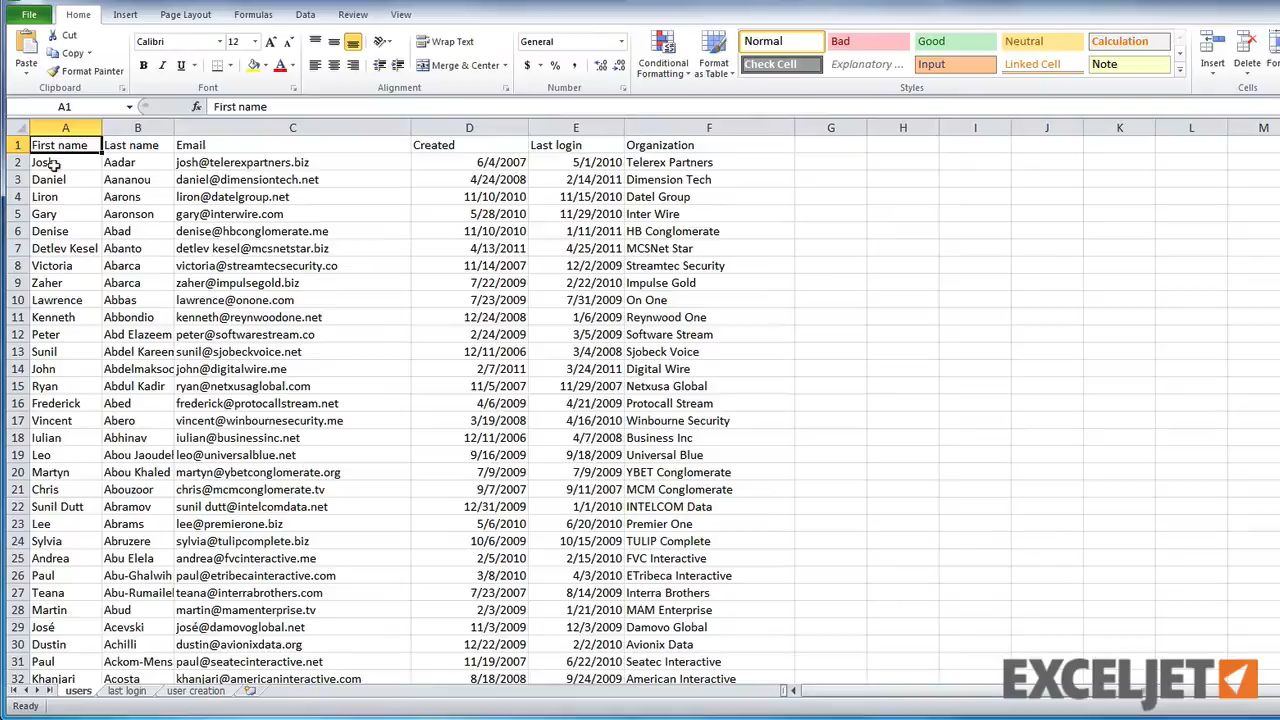 File Home Insert Page Layout Formulas Data Review View
Cut
Copy
Format Painter
Paste
Clipboard
Calibri 12
B I U
Font
Wrap Text
Merge & Center
Alignment
General
$ % ,
Number
Conditional Formatting
Format as Table
Normal Bad Good Neutral Calculation
Check Cell Explanatory ... Input Linked Cell Note
Styles
Insert Delete
Cells
A1 fx First name
A B C D E F G H I J K L M
1 First name Last name Email Created Last login Organization
2 Josh Aadar josh@telerexpartners.biz 6/4/2007 5/1/2010 Telerex Partners
3 Daniel Aananou daniel@dimensiontech.net 4/24/2008 2/14/2011 Dimension Tech
4 Liron Aarons liron@datelgroup.net 11/10/2010 11/15/2010 Datel Group
5 Gary Aaronson gary@interwire.com 5/28/2010 11/29/2010 Inter Wire
6 Denise Abad denise@hbconglomerate.me 11/10/2010 1/11/2011 HB Conglomerate
7 Detlev Kesel Abanto detlev kesel@mcsnetstar.biz 4/13/2011 4/25/2011 MCSNet Star
8 Victoria Abarca victoria@streamtecsecurity.co 11/14/2007 12/2/2009 Streamtec Security
9 Zaher Abarca zaher@impulsegold.biz 7/22/2009 2/22/2010 Impulse Gold
10 Lawrence Abbas lawrence@onone.com 7/23/2009 7/31/2009 On One
11 Kenneth Abbondio kenneth@reynwoodone.net 12/24/2008 1/6/2009 Reynwood One
12 Peter Abd Elazeem peter@softwarestream.co 2/24/2009 3/5/2009 Software Stream
13 Sunil Abdel Kareem sunil@sjobeckvoice.net 12/11/2006 3/4/2008 Sjobeck Voice
14 John Abdelmaksoo john@digitalwire.me 2/7/2011 3/24/2011 Digital Wire
15 Ryan Abdul Kadir ryan@netxusaglobal.com 11/5/2007 11/29/2007 Netxusa Global
16 Frederick Abed frederick@protocallstream.net 4/6/2009 4/21/2009 Protocall Stream
17 Vincent Abero vincent@winbournesecurity.me 3/19/2008 4/16/2010 Winbourne Security
18 Iulian Abhinav iulian@businessinc.net 12/11/2006 4/7/2008 Business Inc
19 Leo Abou Jaoudel leo@universalblue.net 9/16/2009 9/18/2009 Universal Blue
20 Martyn Abou Khaled martyn@ybetconglomerate.org 7/9/2009 7/9/2009 YBET Conglomerate
21 Chris Abouzoor chris@mcmconglomerate.tv 9/7/2007 9/11/2007 MCM Conglomerate
22 Sunil Dutt Abramov sunil dutt@intelcomdata.net 12/31/2009 1/1/2010 INTELCOM Data
23 Lee Abrams lee@premierone.biz 5/6/2010 6/20/2010 Premier One
24 Sylvia Abruzere sylvia@tulipcomplete.biz 10/6/2009 10/15/2009 TULIP Complete
25 Andrea Abu Elela andrea@fvcinteractive.me 2/5/2010 2/15/2010 FVC Interactive
26 Paul Abu-Ghalwih paul@etribecainteractive.com 3/8/2010 4/3/2010 ETribeca Interactive
27 Teana Abu-Rumailel teana@interrabrothers.com 7/23/2007 8/14/2009 Interra Brothers
28 Martin Abud martin@mamenterprise.tv 2/3/2009 1/21/2010 MAM Enterprise
29 José Acevski josé@damovoglobal.net 11/3/2009 12/3/2009 Damovo Global
30 Dustin Achilli dustin@avionixdata.org 12/22/2009 2/2/2010 Avionix Data
31 Paul Ackom-Mens paul@seatecinteractive.net 11/19/2007 6/22/2010 Seatec Interactive
32 Khanjari Acosta khanjari@americaninteractive.com 8/18/2008 9/4/2009 American Interactive
users last login user creation
Ready
EXCELJET